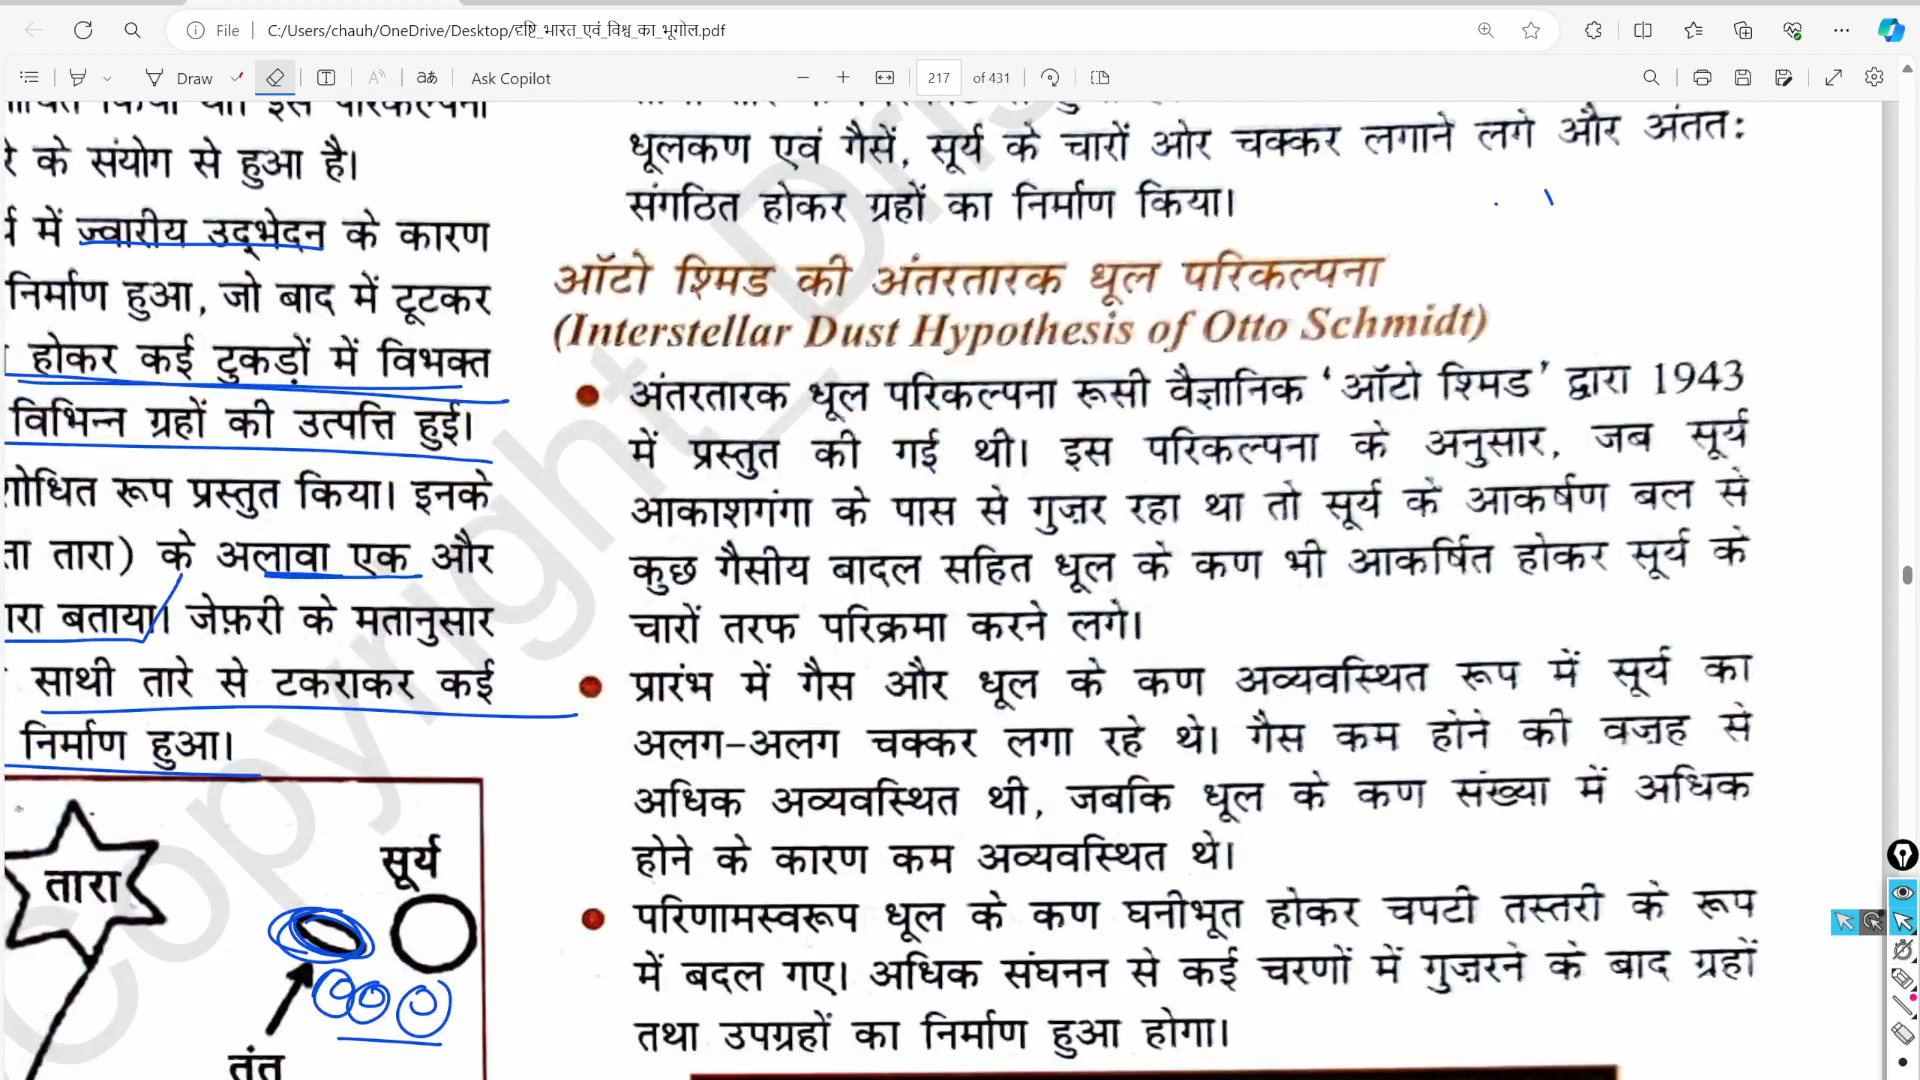 File
C:/Users/chauh/OneDrive/Desktop/दृष्टि_भारत_एवं_विश्व_का_भूगोल.pdf
Draw
Ask Copilot
217 of 431
रे के संयोग से हुआ है।
र्य में ज्वारीय उद्भेदन के कारण
निर्माण हुआ, जो बाद में टूटकर
होकर कई टुकड़ों में विभक्त
विभिन्न ग्रहों की उत्पत्ति हुई।
शोधित रूप प्रस्तुत किया। इनके
ता तारा) के अलावा एक और
ारा बताया। जेफ़री के मतानुसार
साथी तारे से टकराकर कई
निर्माण हुआ।
तारा
सूर्य
तंतु
धूलकण एवं गैसें, सूर्य के चारों ओर चक्कर लगाने लगे और अंततः
संगठित होकर ग्रहों का निर्माण किया।
ऑटो श्मिड की अंतरतारक धूल परिकल्पना
(Interstellar Dust Hypothesis of Otto Schmidt)
अंतरतारक धूल परिकल्पना रूसी वैज्ञानिक ‘ऑटो श्मिड’ द्वारा 1943
में प्रस्तुत की गई थी। इस परिकल्पना के अनुसार, जब सूर्य
आकाशगंगा के पास से गुज़र रहा था तो सूर्य के आकर्षण बल से
कुछ गैसीय बादल सहित धूल के कण भी आकर्षित होकर सूर्य के
चारों तरफ परिक्रमा करने लगे।
प्रारंभ में गैस और धूल के कण अव्यवस्थित रूप में सूर्य का
अलग-अलग चक्कर लगा रहे थे। गैस कम होने की वज़ह से
अधिक अव्यवस्थित थी, जबकि धूल के कण संख्या में अधिक
होने के कारण कम अव्यवस्थित थे।
परिणामस्वरूप धूल के कण घनीभूत होकर चपटी तस्तरी के रूप
में बदल गए। अधिक संघनन से कई चरणों में गुज़रने के बाद ग्रहों
तथा उपग्रहों का निर्माण हुआ होगा।